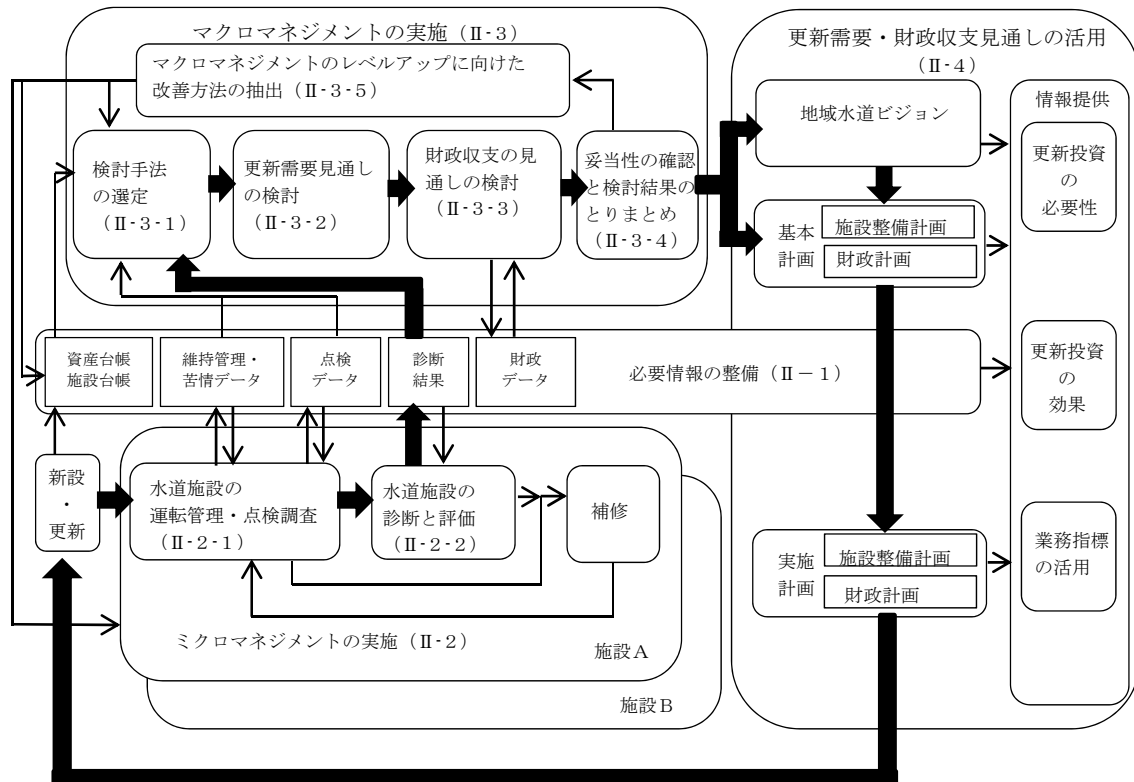 マクロマネジメントの実施（Ⅱ-3）
マクロマネジメントのレベルアップに向けた
改善方法の抽出（Ⅱ-3-5）
検討手法
の選定
（Ⅱ-3-1）
更新需要見通し
の検討
（Ⅱ-3-2）
財政収支の見
通しの検討
（Ⅱ-3-3）
妥当性の確認
と検討結果の
とりまとめ
（Ⅱ-3-4）
更新需要・財政収支見通しの活用
（Ⅱ-4）
地域水道ビジョン
基本
計画
施設整備計画
財政計画
実施
計画
施設整備計画
財政計画
情報提供
更新投資
の
必要性
更新投資
の
効果
業務指標
の活用
資産台帳
施設台帳
維持管理・
苦情データ
点検
データ
診断
結果
財政
データ
必要情報の整備（Ⅱ－1）
新設
・
更新
水道施設の
運転管理・点検調査
（Ⅱ-2-1）
水道施設の
診断と評価
（Ⅱ-2-2）
補修
ミクロマネジメントの実施（Ⅱ-2）
施設Ａ
施設Ｂ